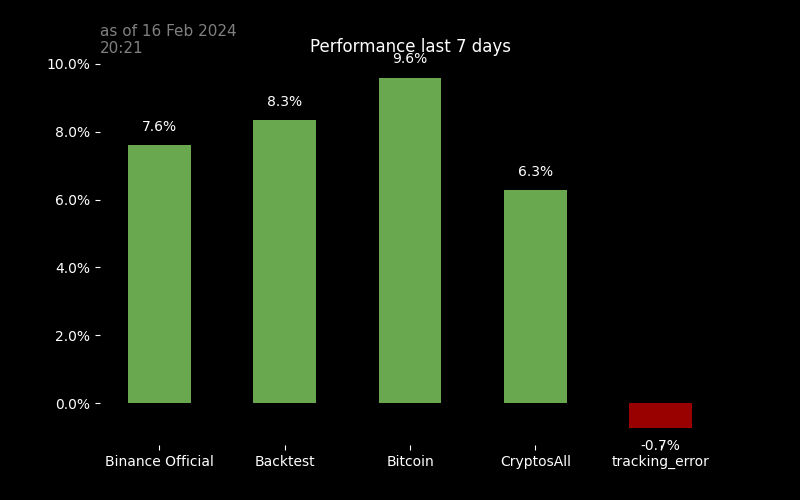 as of 16 Feb 2024
20:21
Performance last 7 days
10.0%
8.0%
6.0%
4.0%
2.0%
0.0%
7.6%
8.3%
9.6%
6.3%
-0.7%
Binance Official
Backtest
Bitcoin
CryptosAll
tracking_error